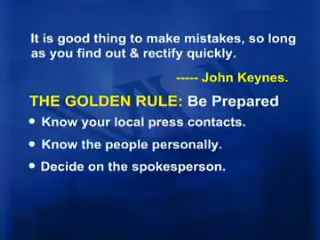 It is good thing to make mistakes, so long
as you find out & rectify quickly.
----- John Keynes.
THE GOLDEN RULE: Be Prepared
• Know your local press contacts.
• Know the people personally.
• Decide on the spokesperson.